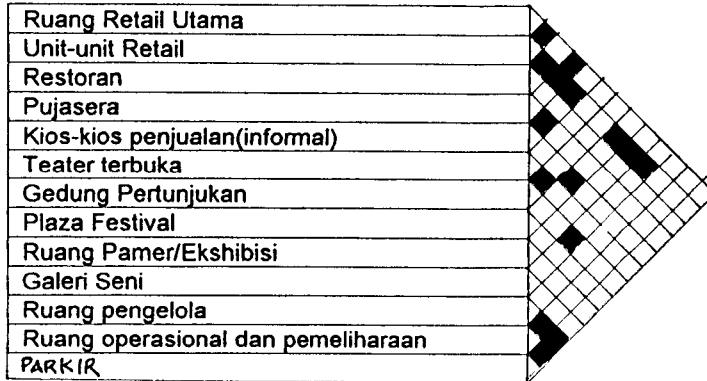 Ruang Retail Utama
Unit-unit Retail
Restoran
Pujasera
Kios-kios penjualan(informal)
Teater terbuka
Gedung Pertunjukan
Plaza Festival
Ruang Pamer/Ekshibisi
Galeri Seni
Ruang pengelola
Ruang operasional dan pemeliharaan
PARKIR